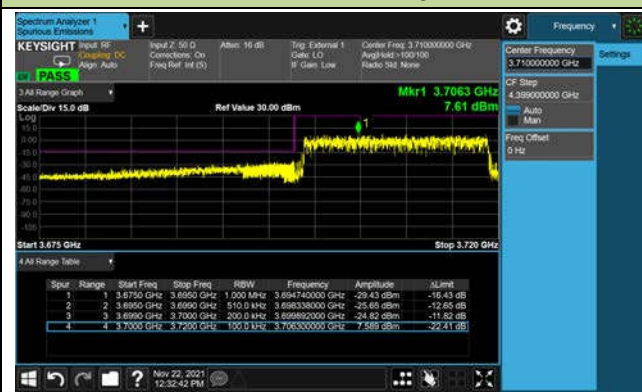 Spectrum Analyzer 1
Spurious Emissions
Frequency
KEYSIGHT
Input: RF
Coupling: DC
Align: Auto
Input Z: 50 Ω
Corrections: On
Freq Ref: Int (S)
Atten: 16 dB
Trig: External 1
Gate: LO
IF Gain: Low
Center Freq: 3.710000000 GHz
Avg|Hold:>100/100
Radio Std: None
PASS
Center Frequency
3.710000000 GHz
Settings
CF Step
4.399000000 GHz
Auto
Man
Freq Offset
0 Hz
3 All Range Graph
Mkr1 3.7063 GHz
7.61 dBm
Scale/Div 15.0 dB
Ref Value 30.00 dBm
Log
15.0
0.00
-15.0
-30.0
-45.0
-60.0
-75.0
-90.0
-105
1
Start 3.675 GHz
Stop 3.720 GHz
4 All Range Table
Spur Range Start Freq Stop Freq RBW Frequency Amplitude ΔLimit
1 1 3.6750 GHz 3.6950 GHz 1.000 MHz 3.694740000 GHz -29.43 dBm -16.43 dB
2 2 3.6950 GHz 3.6990 GHz 510.0 kHz 3.698338000 GHz -25.65 dBm -12.65 dB
3 3 3.6990 GHz 3.7000 GHz 200.0 kHz 3.699892000 GHz -24.82 dBm -11.82 dB
4 4 3.7000 GHz 3.7200 GHz 100.0 kHz 3.706300000 GHz 7.589 dBm -22.41 dB
Nov 22, 2021
12:32:42 PM